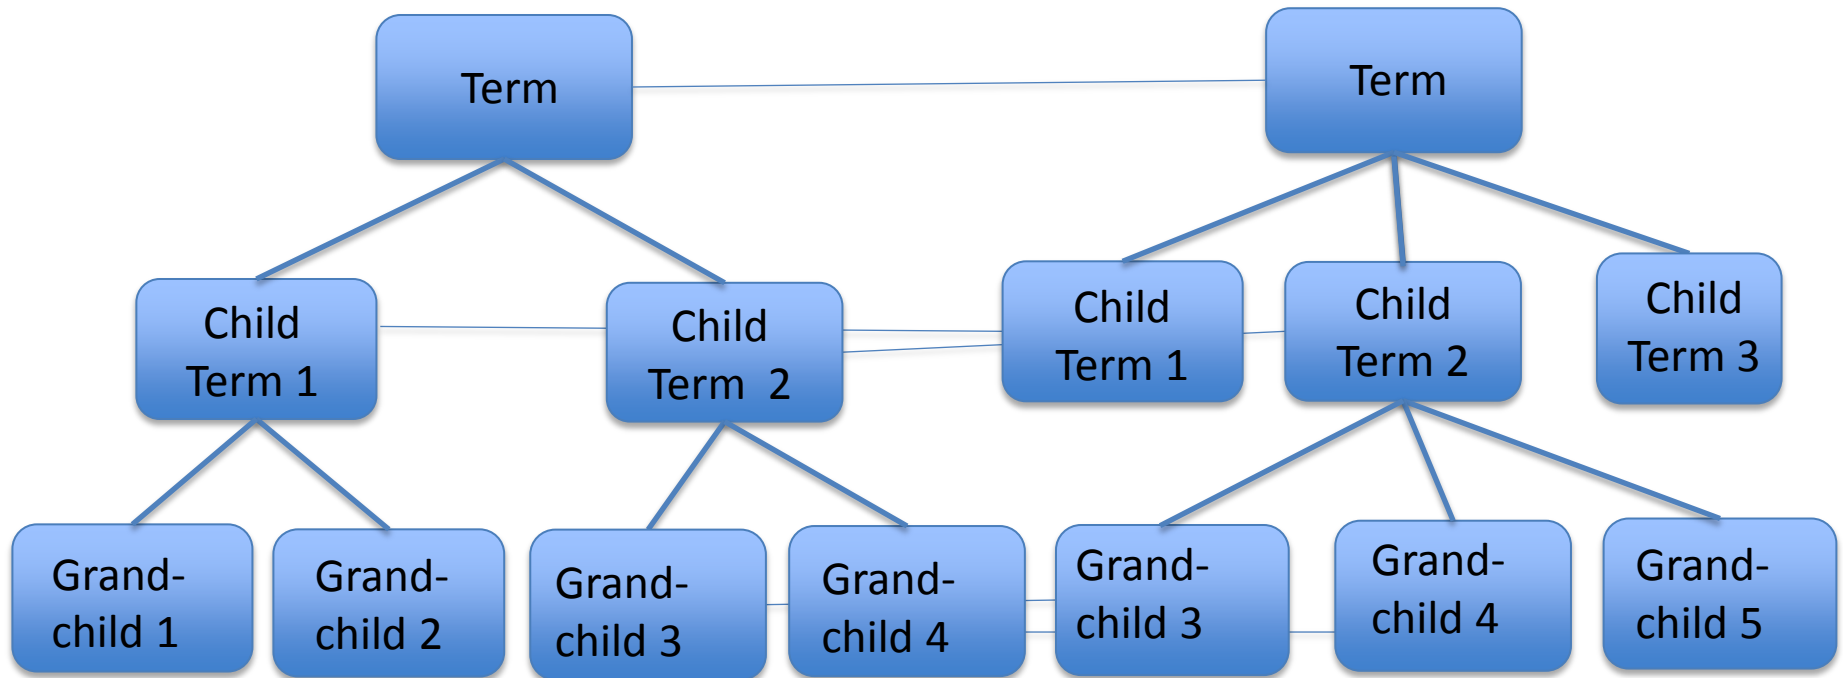 Term
Term
Child
Term 1
Child
Term  2
Child
Term 1
Child
Term 2
Child
Term 3
Grand-
child 1
Grand-
child 2
Grand-
child 3
Grand-
child 4
Grand-
child 3
Grand-
child 4
Grand-
child 5